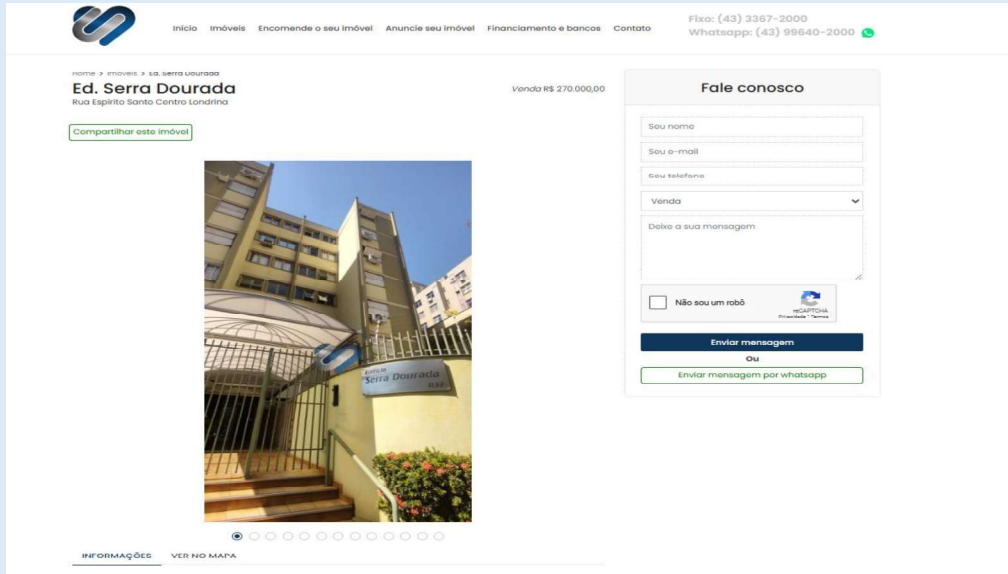 Início Imóveis Encomende o seu imóvel Anuncie seu imóvel Financiamento e bancos Contato
Fixo: (43) 3367-2000
Whatsapp: (43) 99640-2000
Home > Imóveis > Ed. Serra Dourada
Ed. Serra Dourada
Rua Espírito Santo Centro Londrina
Venda R$ 270.000,00
Compartilhar este imóvel
Edifício
Serra Dourada
INFORMAÇÕES VER NO MAPA
Fale conosco
Seu nome
Seu e-mail
Seu telefone
Venda
Deixe a sua mensagem
Não sou um robô
reCAPTCHA
Privacidade - Termos
Enviar mensagem
Ou
Enviar mensagem por whatsapp